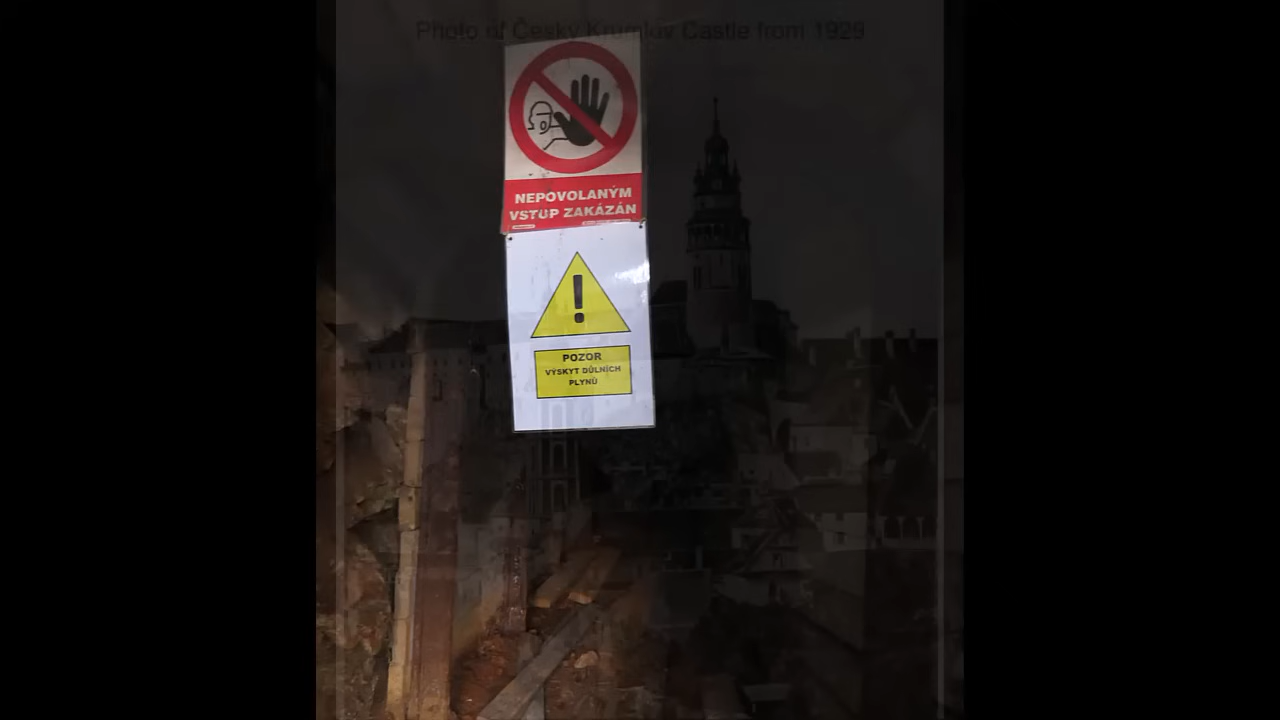 Photo of Český Krumlov Castle from 1929
NEPOVOLANÝM
VSTUP ZAKÁZÁN
POZOR
VÝSKYT DŮLNÍCH
PLYNŮ